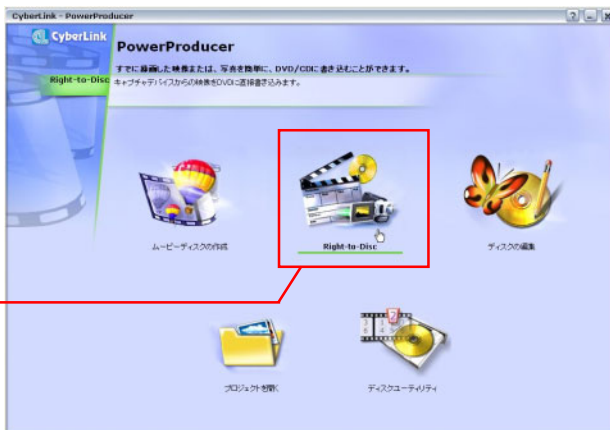 CyberLink - PowerProducer
CyberLink
PowerProducer
すでに録画した映像または、写真を簡単に、DVD/CDに書き込むことができます。
Right-to-Disc
キャプチャデバイスからの映像をDVDに直接書き込みます。
ムービーディスクの作成
Right-to-Disc
ディスクの編集
プロジェクトを開く
ディスクユーティリティ